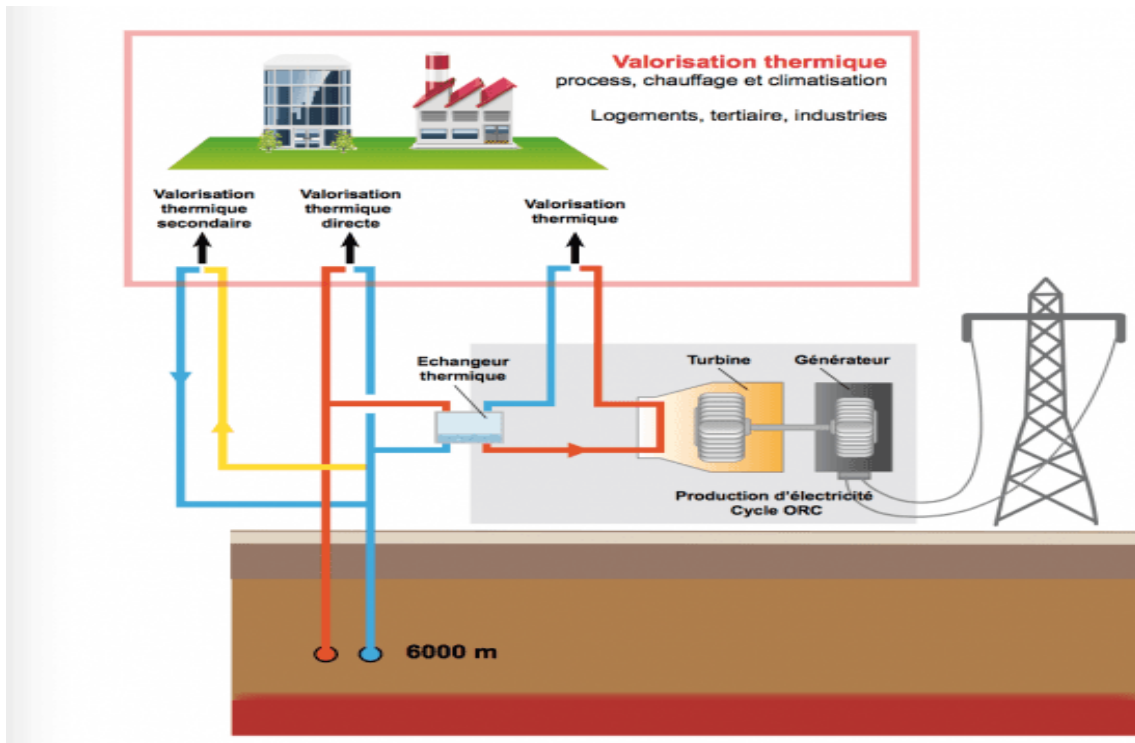 Valorisation thermique
process, chauffage et climatisation
Logements, tertiaire, industries
Valorisation
thermique
secondaire
Valorisation
thermique
directe
Valorisation
thermique
Echangeur
thermique
Turbine
Générateur
Production d'électricité
Cycle ORC
6000 m